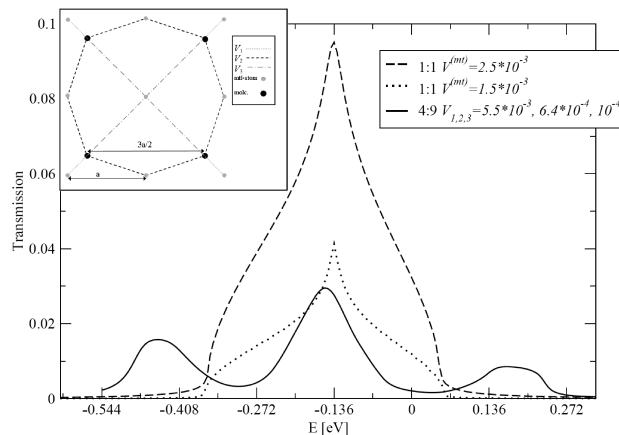 V₁
V₂
V₃
mtl-atom
molc.
3a/2
a
1:1 V⁽ᵐᵗ⁾=2.5*10⁻³
1:1 V⁽ᵐᵗ⁾=1.5*10⁻³
4:9 V₁,₂,₃=5.5*10⁻³, 6.4*10⁻⁴, 10⁻⁴
Transmission
0.1
0.08
0.06
0.04
0.02
0
-0.544 -0.408 -0.272 -0.136 0 0.136 0.272
E [eV]